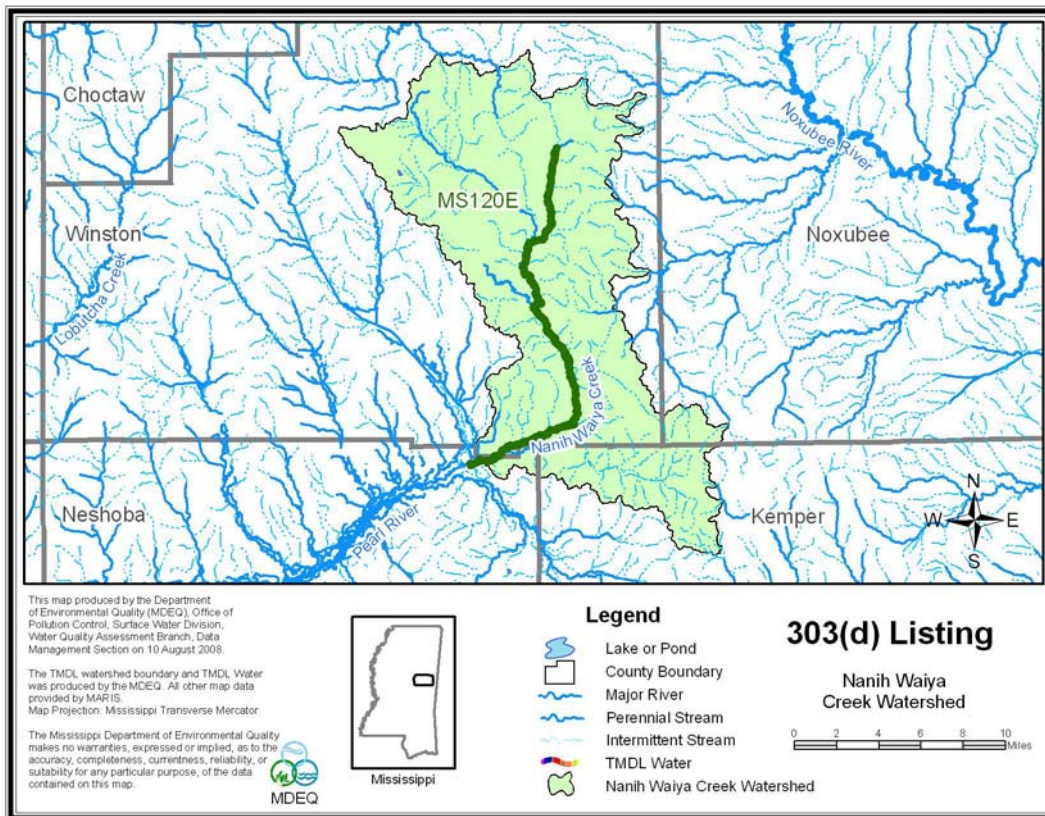 Choctaw
Noxubee River
MS120E
Winston
Noxubee
Lobutcha Creek
Nanih Waiya Creek
Neshoba
Pearl River
Kemper
N
W E
S
This map produced by the Department
of Environmental Quality (MDEQ), Office of
Pollution Control, Surface Water Division,
Water Quality Assessment Branch, Data
Management Section on 10 August 2008.
The TMDL watershed boundary and TMDL Water
was produced by the MDEQ. All other map data
provided by MARIS.
Map Projection: Mississippi Transverse Mercator
The Mississippi Department of Environmental Quality
makes no warranties, expressed or implied, as to the
accuracy, completeness, currentness, reliability, or
suitability for any particular purpose, of the data
contained on this map.
MDEQ
Mississippi
Legend
Lake or Pond
County Boundary
Major River
Perennial Stream
Intermittent Stream
TMDL Water
Nanih Waiya Creek Watershed
303(d) Listing
Nanih Waiya
Creek Watershed
0 2 4 6 8 10
Miles